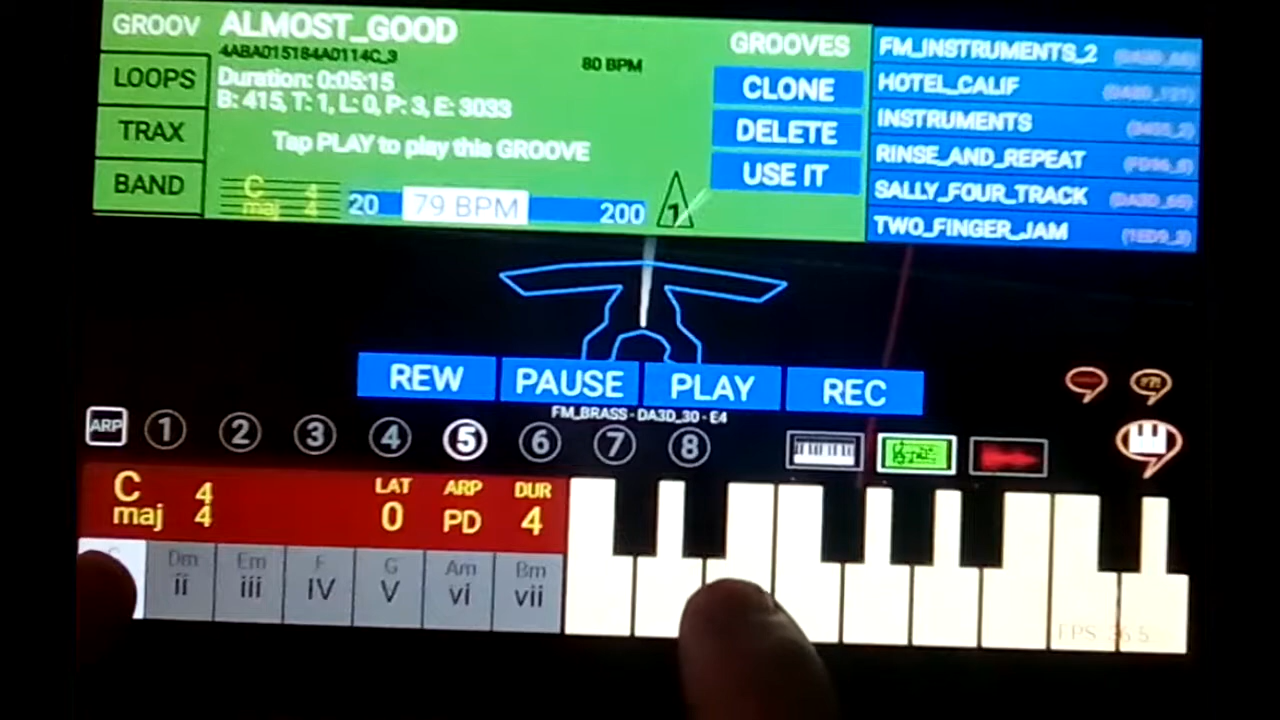 GROOV
LOOPS
TRAX
BAND
ALMOST_GOOD
4ABA015184A0114C_3
80 BPM
Duration: 0:05:15
B: 415, T: 1, L: 0, P: 3, E: 3033
Tap PLAY to play this GROOVE
C 4
maj 4
20 79 BPM 200
1
GROOVES
CLONE
DELETE
USE IT
FM_INSTRUMENTS_2
HOTEL_CALIF
INSTRUMENTS
RINSE_AND_REPEAT
SALLY_FOUR_TRACK
TWO_FINGER_JAM
REW PAUSE PLAY REC
FM_BRASS - DA3D_30 - E4
ARP 1 2 3 4 5 6 7 8
C 4 LAT ARP DUR
maj 4 0 PD 4
Dm Em F G Am Bm
ii iii IV V vi vii